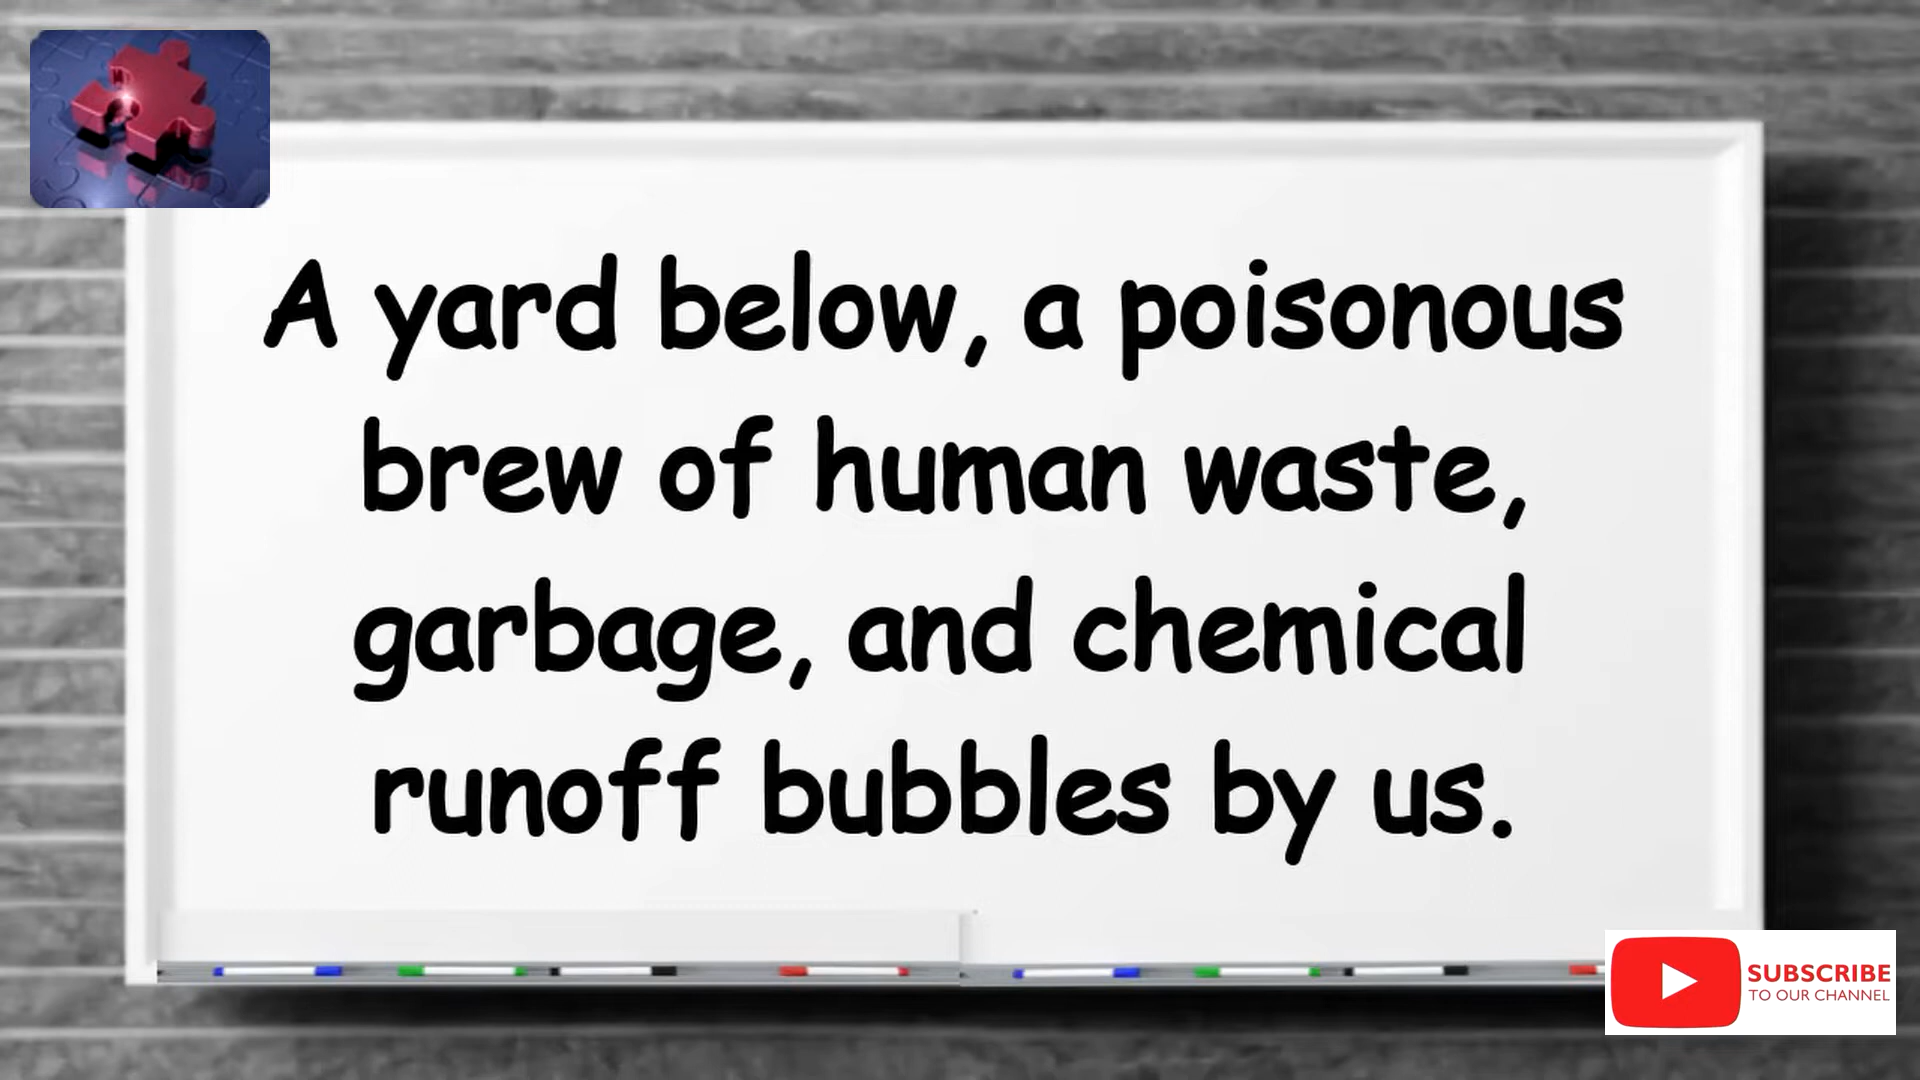 A yard below, a poisonous
brew of human waste,
garbage, and chemical
runoff bubbles by us.
SUBSCRIBE
TO OUR CHANNEL